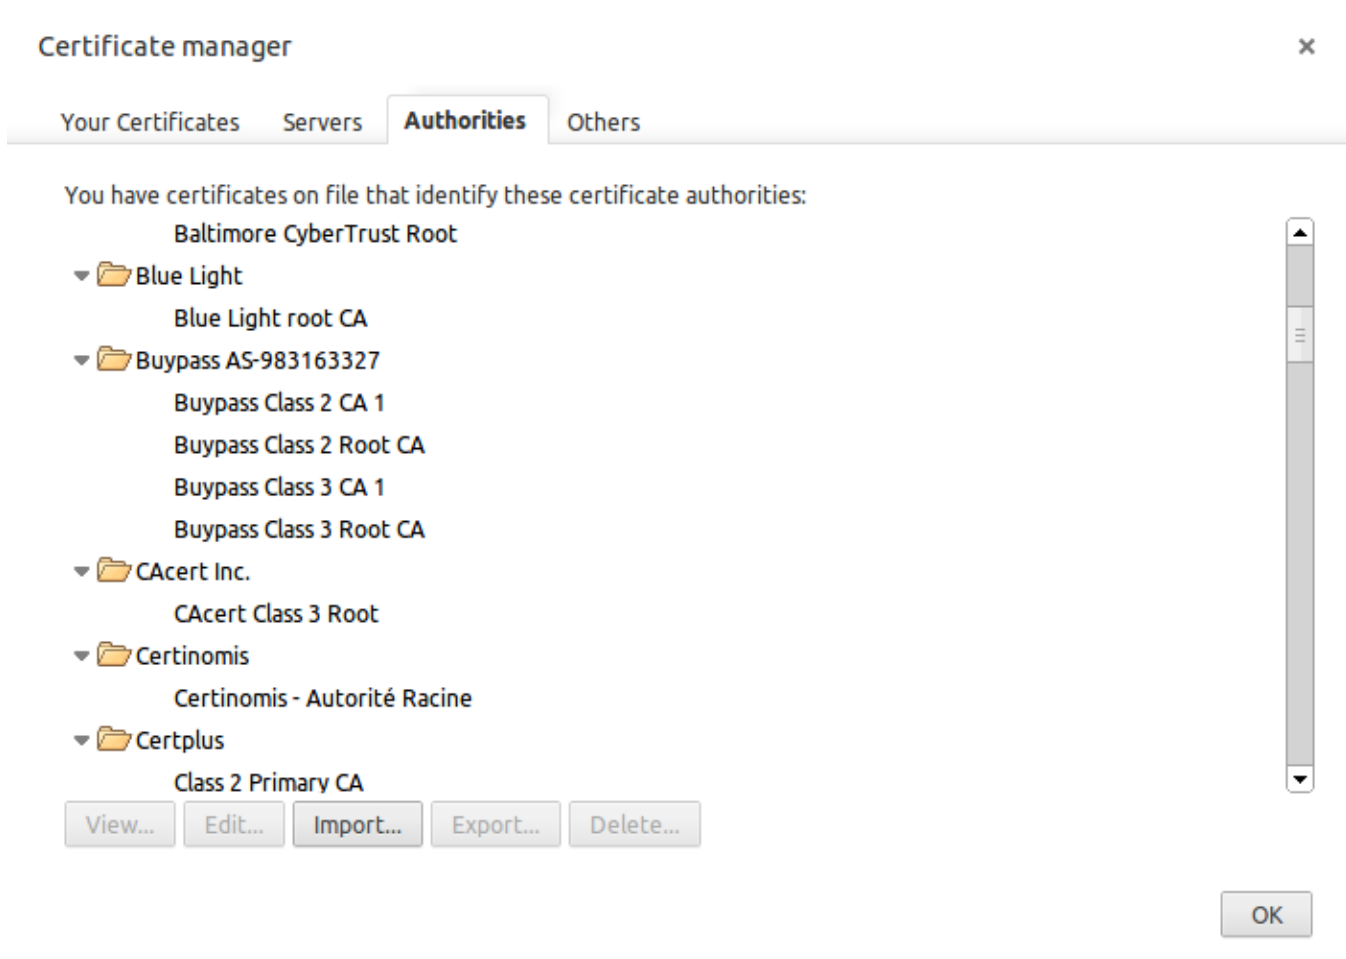 Certificate manager
Your Certificates Servers Authorities Others
You have certificates on file that identify these certificate authorities:
Baltimore CyberTrust Root
Blue Light
Blue Light root CA
Buypass AS-983163327
Buypass Class 2 CA 1
Buypass Class 2 Root CA
Buypass Class 3 CA 1
Buypass Class 3 Root CA
CAcert Inc.
CAcert Class 3 Root
Certinomis
Certinomis - Autorité Racine
Certplus
Class 2 Primary CA
View... Edit... Import... Export... Delete...
OK